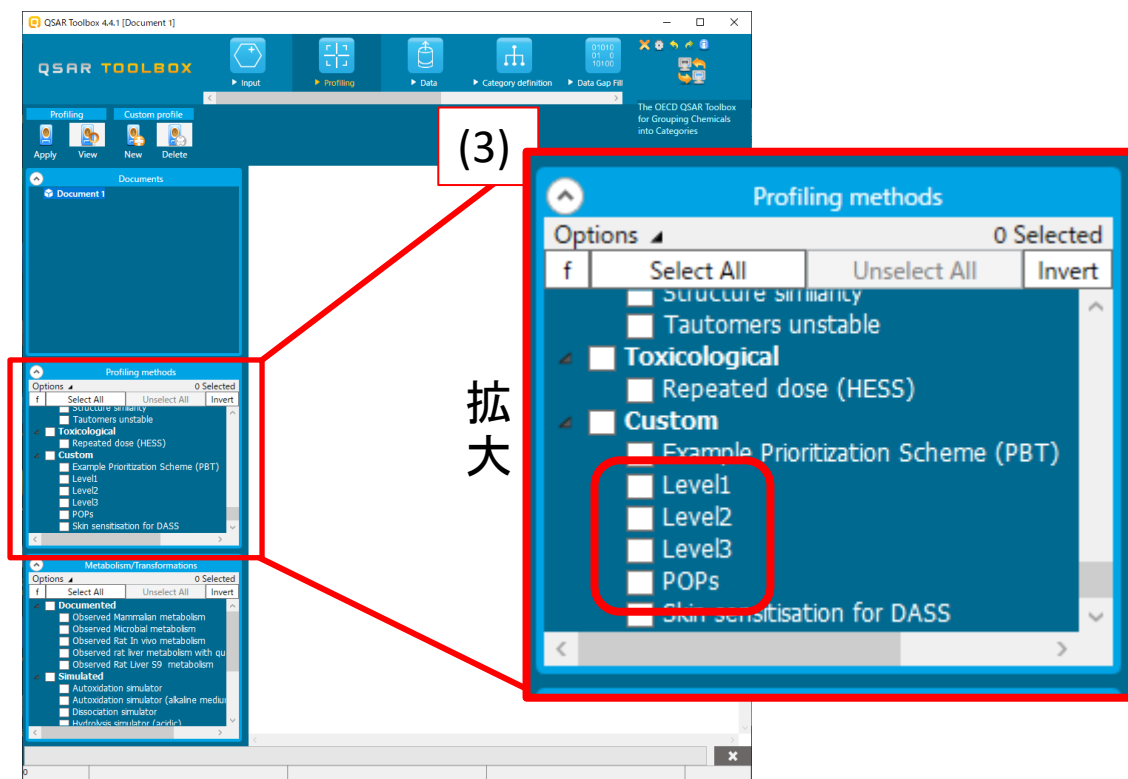 QSAR Toolbox 4.4.1 [Document 1]
QSAR TOOLBOX
Input
Profiling
Data
Category definition
Data Gap Fill
01010
01 0
10100
The OECD QSAR Toolbox
for Grouping Chemicals
into Categories
Profiling
Custom profile
Apply
View
New
Delete
Documents
Document 1
Profiling methods
Options
0 Selected
f
Select All
Unselect All
Invert
Structure similarity
Tautomers unstable
Toxicological
Repeated dose (HESS)
Custom
Example Prioritization Scheme (PBT)
Level1
Level2
Level3
POPs
Skin sensitisation for DASS
Metabolism/Transformations
Options
0 Selected
f
Select All
Unselect All
Invert
Documented
Observed Mammalian metabolism
Observed Microbial metabolism
Observed Rat In vivo metabolism
Observed rat liver metabolism with qu
Observed Rat Liver S9 metabolism
Simulated
Autoxidation simulator
Autoxidation simulator (alkaline mediu
Dissociation simulator
Hydrolysis simulator (acidic)
0
(3)
拡
大
Profiling methods
Options
0 Selected
f
Select All
Unselect All
Invert
Structure similarity
Tautomers unstable
Toxicological
Repeated dose (HESS)
Custom
Example Prioritization Scheme (PBT)
Level1
Level2
Level3
POPs
Skin sensitisation for DASS